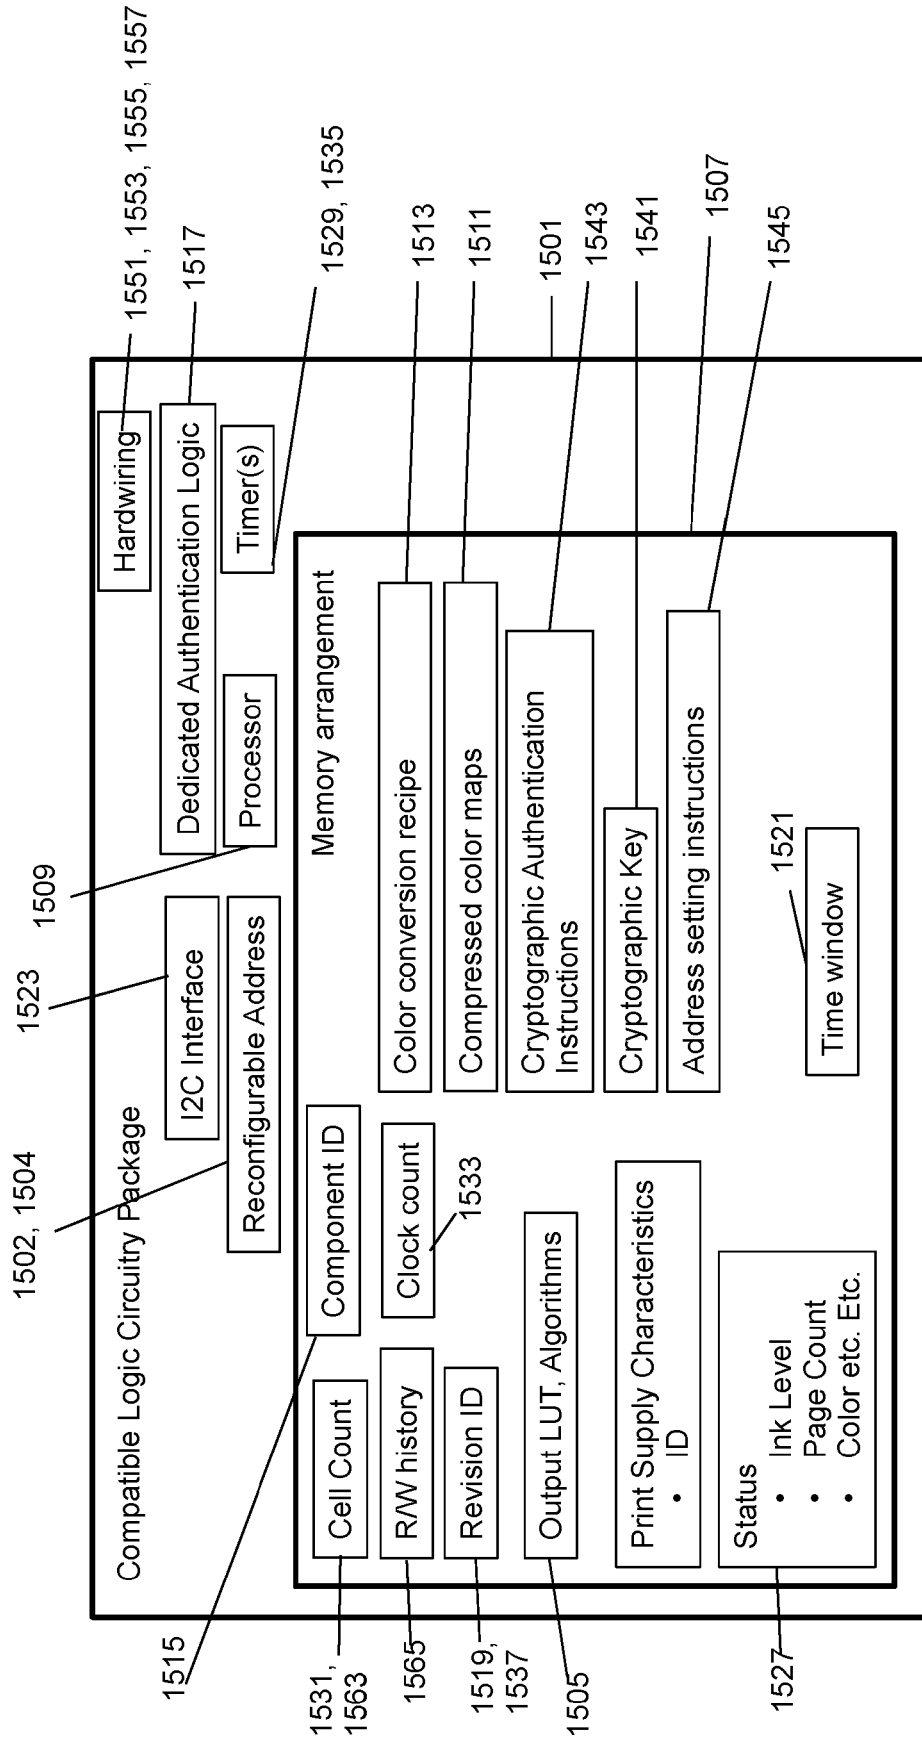 1502, 1504
1523
1509
1551, 1553, 1555, 1557
1517
1529, 1535
Compatible Logic Circuitry Package
I2C Interface
Reconfigurable Address
Hardwiring
Dedicated Authentication Logic
Processor
Timer(s)
Memory arrangement
1515
1531,
1563
1565
1519,
1537
1505
1527
Cell Count
Component ID
R/W history
Clock count
1533
Revision ID
Output LUT, Algorithms
Print Supply Characteristics
• ID
Status
• Ink Level
• Page Count
• Color etc. Etc.
Color conversion recipe
Compressed color maps
Cryptographic Authentication
Instructions
Cryptographic Key
Address setting instructions
1521
Time window
1513
1511
1501
1543
1541
1507
1545